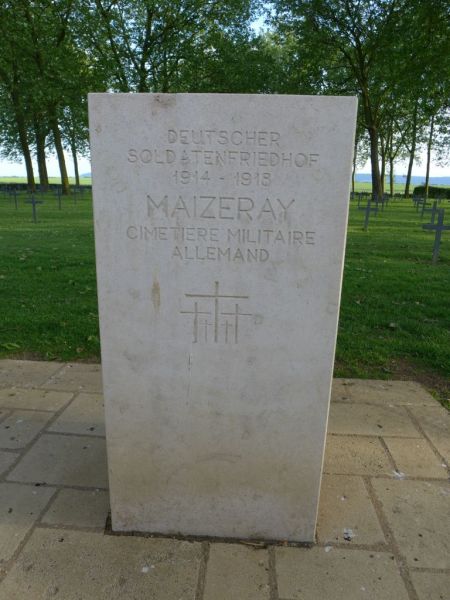 DEUTSCHER
SOLDATENFRIEDHOF
1914 - 1918
MAIZERAY
CIMETIERE MILITAIRE
ALLEMAND